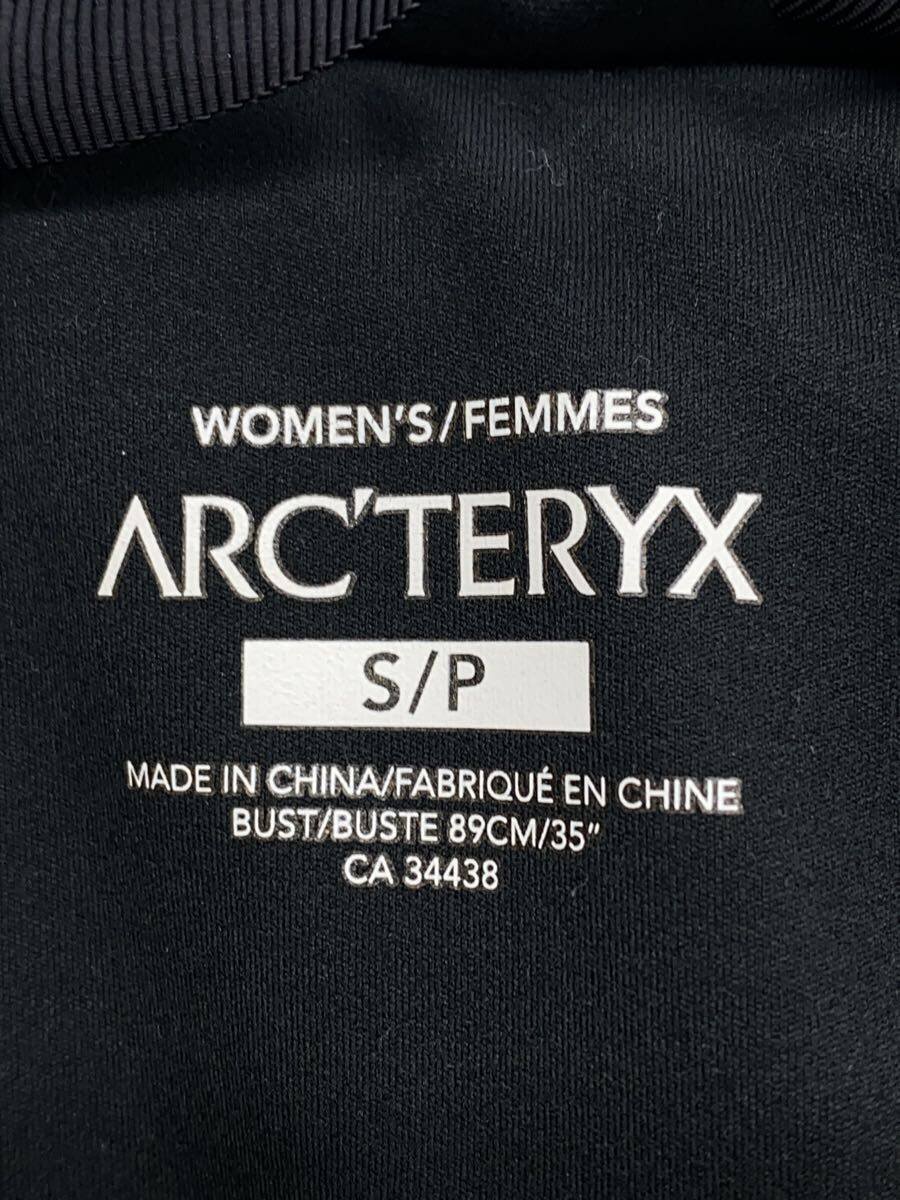 WOMEN'S/FEMMES
ARC'TERYX
S/P
MADE IN CHINA/FABRIQUÉ EN CHINE
BUST/BUSTE 89CM/35"
CA 34438